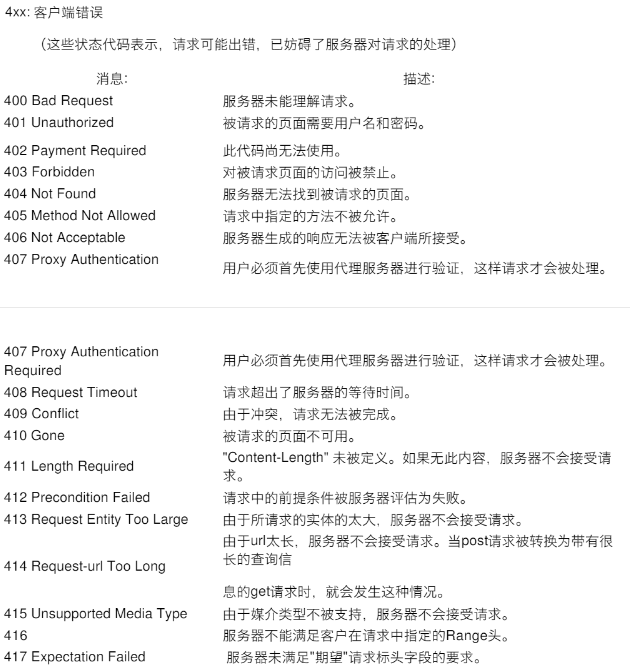 4xx: 客户端错误
（这些状态代码表示，请求可能出错，已妨碍了服务器对请求的处理）
消息: 描述:
400 Bad Request 服务器未能理解请求。
401 Unauthorized 被请求的页面需要用户名和密码。
402 Payment Required 此代码尚无法使用。
403 Forbidden 对被请求页面的访问被禁止。
404 Not Found 服务器无法找到被请求的页面。
405 Method Not Allowed 请求中指定的方法不被允许。
406 Not Acceptable 服务器生成的响应无法被客户端所接受。
407 Proxy Authentication 用户必须首先使用代理服务器进行验证，这样请求才会被处理。
407 Proxy Authentication
Required
用户必须首先使用代理服务器进行验证，这样请求才会被处理。
408 Request Timeout 请求超出了服务器的等待时间。
409 Conflict 由于冲突，请求无法被完成。
410 Gone 被请求的页面不可用。
411 Length Required
"Content-Length" 未被定义。如果无此内容，服务器不会接受请
求。
412 Precondition Failed 请求中的前提条件被服务器评估为失败。
413 Request Entity Too Large 由于所请求的实体的太大，服务器不会接受请求。
414 Request-url Too Long
由于url太长，服务器不会接受请求。当post请求被转换为带有很
长的查询信
息的get请求时，就会发生这种情况。
415 Unsupported Media Type 由于媒介类型不被支持，服务器不会接受请求。
416 服务器不能满足客户在请求中指定的Range头。
417 Expectation Failed 服务器未满足"期望"请求标头字段的要求。